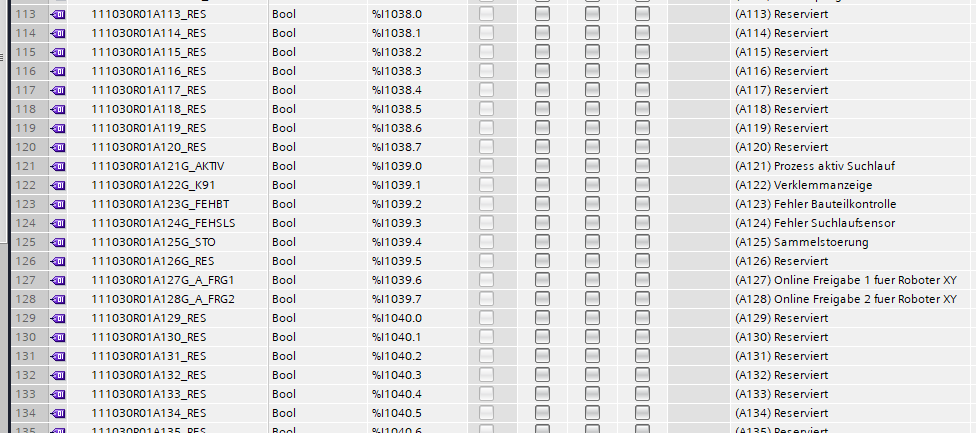 113 111030R01A113_RES Bool %I1038.0 (A113) Reserviert
114 111030R01A114_RES Bool %I1038.1 (A114) Reserviert
115 111030R01A115_RES Bool %I1038.2 (A115) Reserviert
116 111030R01A116_RES Bool %I1038.3 (A116) Reserviert
117 111030R01A117_RES Bool %I1038.4 (A117) Reserviert
118 111030R01A118_RES Bool %I1038.5 (A118) Reserviert
119 111030R01A119_RES Bool %I1038.6 (A119) Reserviert
120 111030R01A120_RES Bool %I1038.7 (A120) Reserviert
121 111030R01A121G_AKTIV Bool %I1039.0 (A121) Prozess aktiv Suchlauf
122 111030R01A122G_K91 Bool %I1039.1 (A122) Verklemmanzeige
123 111030R01A123G_FEHBT Bool %I1039.2 (A123) Fehler Bauteilkontrolle
124 111030R01A124G_FEHSLS Bool %I1039.3 (A124) Fehler Suchlaufsensor
125 111030R01A125G_STO Bool %I1039.4 (A125) Sammelstoerung
126 111030R01A126G_RES Bool %I1039.5 (A126) Reserviert
127 111030R01A127G_A_FRG1 Bool %I1039.6 (A127) Online Freigabe 1 fuer Roboter XY
128 111030R01A128G_A_FRG2 Bool %I1039.7 (A128) Online Freigabe 2 fuer Roboter XY
129 111030R01A129_RES Bool %I1040.0 (A129) Reserviert
130 111030R01A130_RES Bool %I1040.1 (A130) Reserviert
131 111030R01A131_RES Bool %I1040.2 (A131) Reserviert
132 111030R01A132_RES Bool %I1040.3 (A132) Reserviert
133 111030R01A133_RES Bool %I1040.4 (A133) Reserviert
134 111030R01A134_RES Bool %I1040.5 (A134) Reserviert
135 111030R01A135_RES Bool %I1040.6 (A135) Reserviert